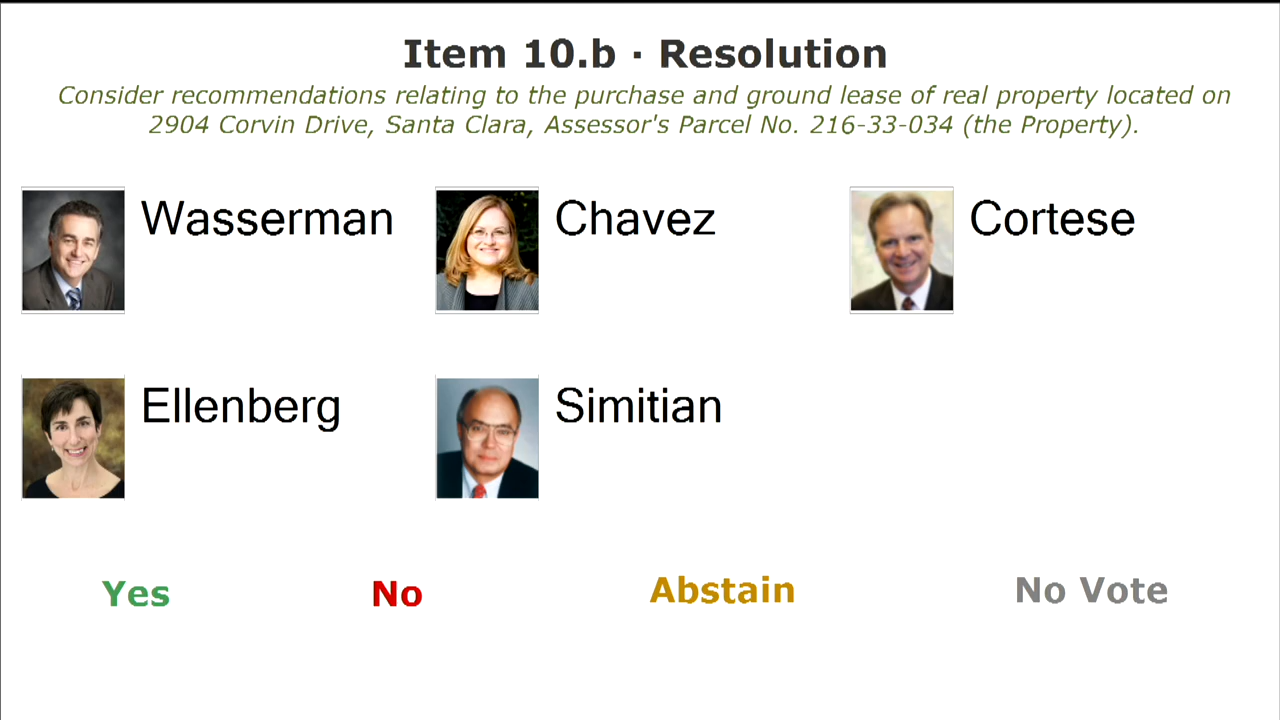 Item 10.b · Resolution
Consider recommendations relating to the purchase and ground lease of real property located on
2904 Corvin Drive, Santa Clara, Assessor's Parcel No. 216-33-034 (the Property).
Wasserman
Chavez
Cortese
Ellenberg
Simitian
Yes
No
Abstain
No Vote